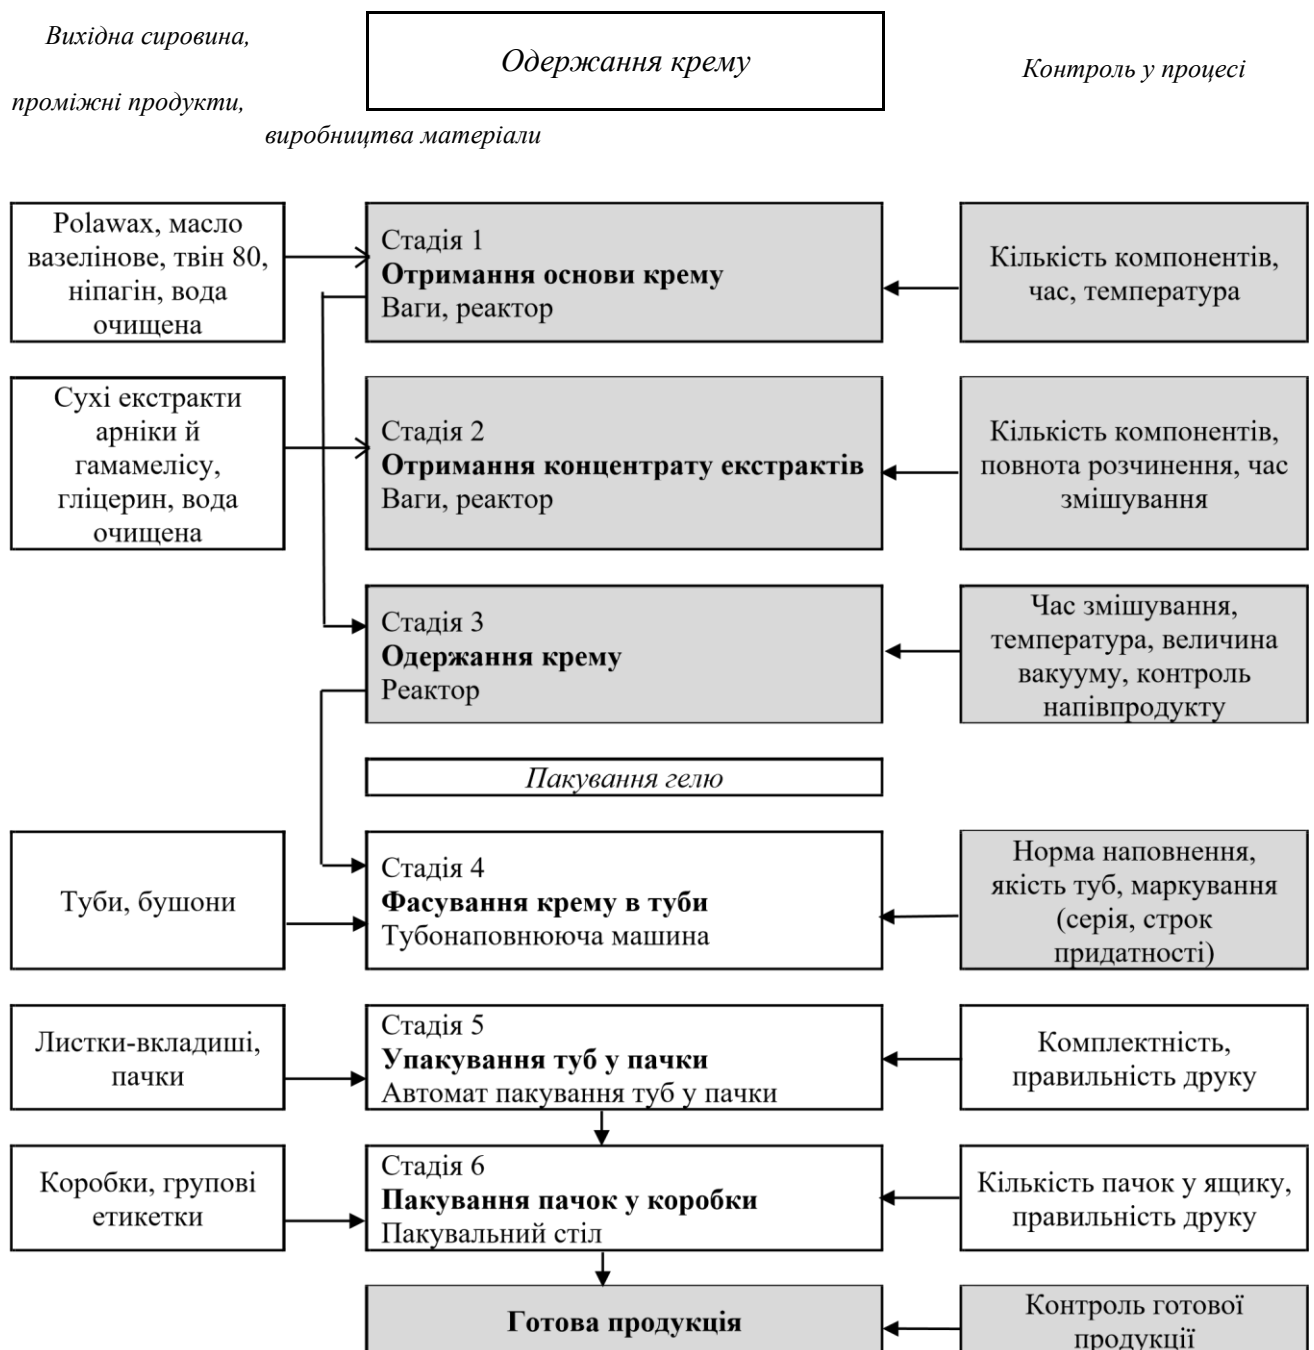 Вихідна сировина,
проміжні продукти,
виробництва матеріали
Одержання крему
Контроль у процесі
Polawax, масло
вазелінове, твін 80,
ніпагін, вода
очищена
Стадія 1
Отримання основи крему
Ваги, реактор
Кількість компонентів,
час, температура
Сухі екстракти
арніки й
гамамелісу,
гліцерин, вода
очищена
Стадія 2
Отримання концентрату екстрактів
Ваги, реактор
Кількість компонентів,
повнота розчинення, час
змішування
Стадія 3
Одержання крему
Реактор
Час змішування,
температура, величина
вакууму, контроль
напівпродукту
Пакування гелю
Туби, бушони
Стадія 4
Фасування крему в туби
Тубонаповнююча машина
Норма наповнення,
якість туб, маркування
(серія, строк
придатності)
Листки-вкладиші,
пачки
Стадія 5
Упакування туб у пачки
Автомат пакування туб у пачки
Комплектність,
правильність друку
Коробки, групові
етикетки
Стадія 6
Пакування пачок у коробки
Пакувальний стіл
Кількість пачок у ящику,
правильність друку
Готова продукція
Контроль готової
продукції